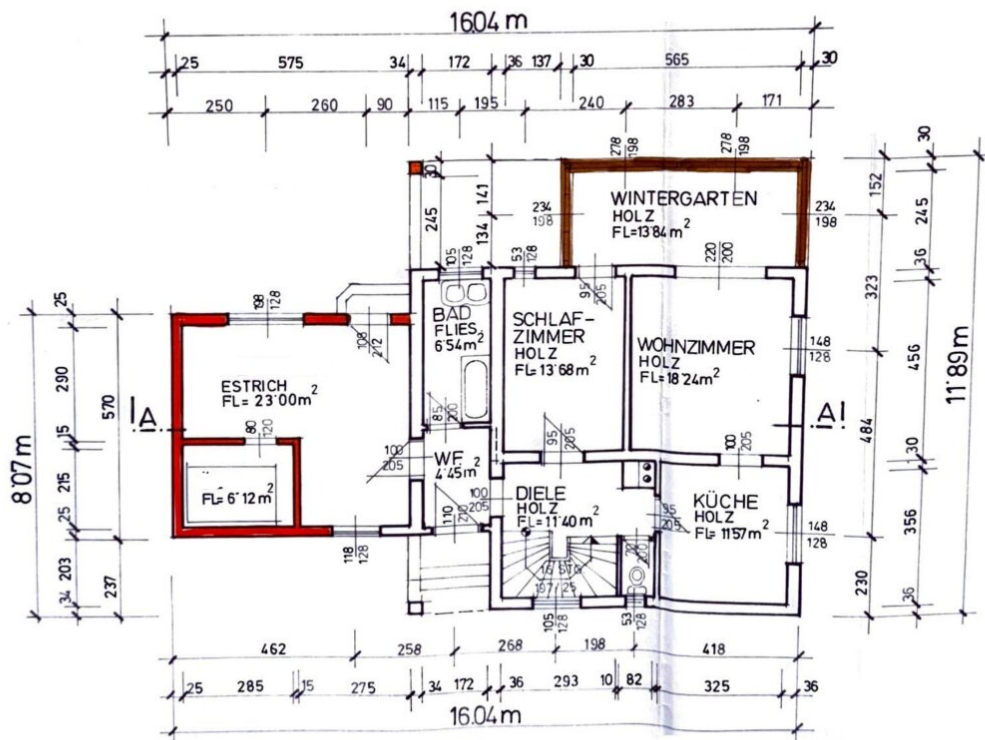 16.04 m
25 575 34 172 36 137 30 565 30
250 260 90 115 195 240 283 171
278
198
278
198
30
152
245
36
323
456
11'89 m
484
30
356
230
36
30
245
141
134
234
198
WINTERGARTEN
HOLZ
FL=13'84 m²
234
198
105
128
53
128
95
205
220
200
25
290
570
15
8'07 m
215
25
203
237
34
198
128
108
212
BAD
FLIES
6'54 m²
SCHLAF-
ZIMMER
HOLZ
FL=13'68 m²
WOHNZIMMER
HOLZ
FL=18'24 m²
148
128
ESTRICH
FL= 23'00 m²
A
A
80
120
85
200
100
205
WF
4'45 m²
95
205
100
205
FL= 6'12 m²
100
205
110
210
DIELE
HOLZ
FL=11'40 m²
95
205
KÜCHE
HOLZ
FL= 11'57 m²
148
128
118
128
16 STG
197/25
105
128
53
128
462 258 268 198 418
25 285 15 275 34 172 36 293 10 82 325 36
16.04 m